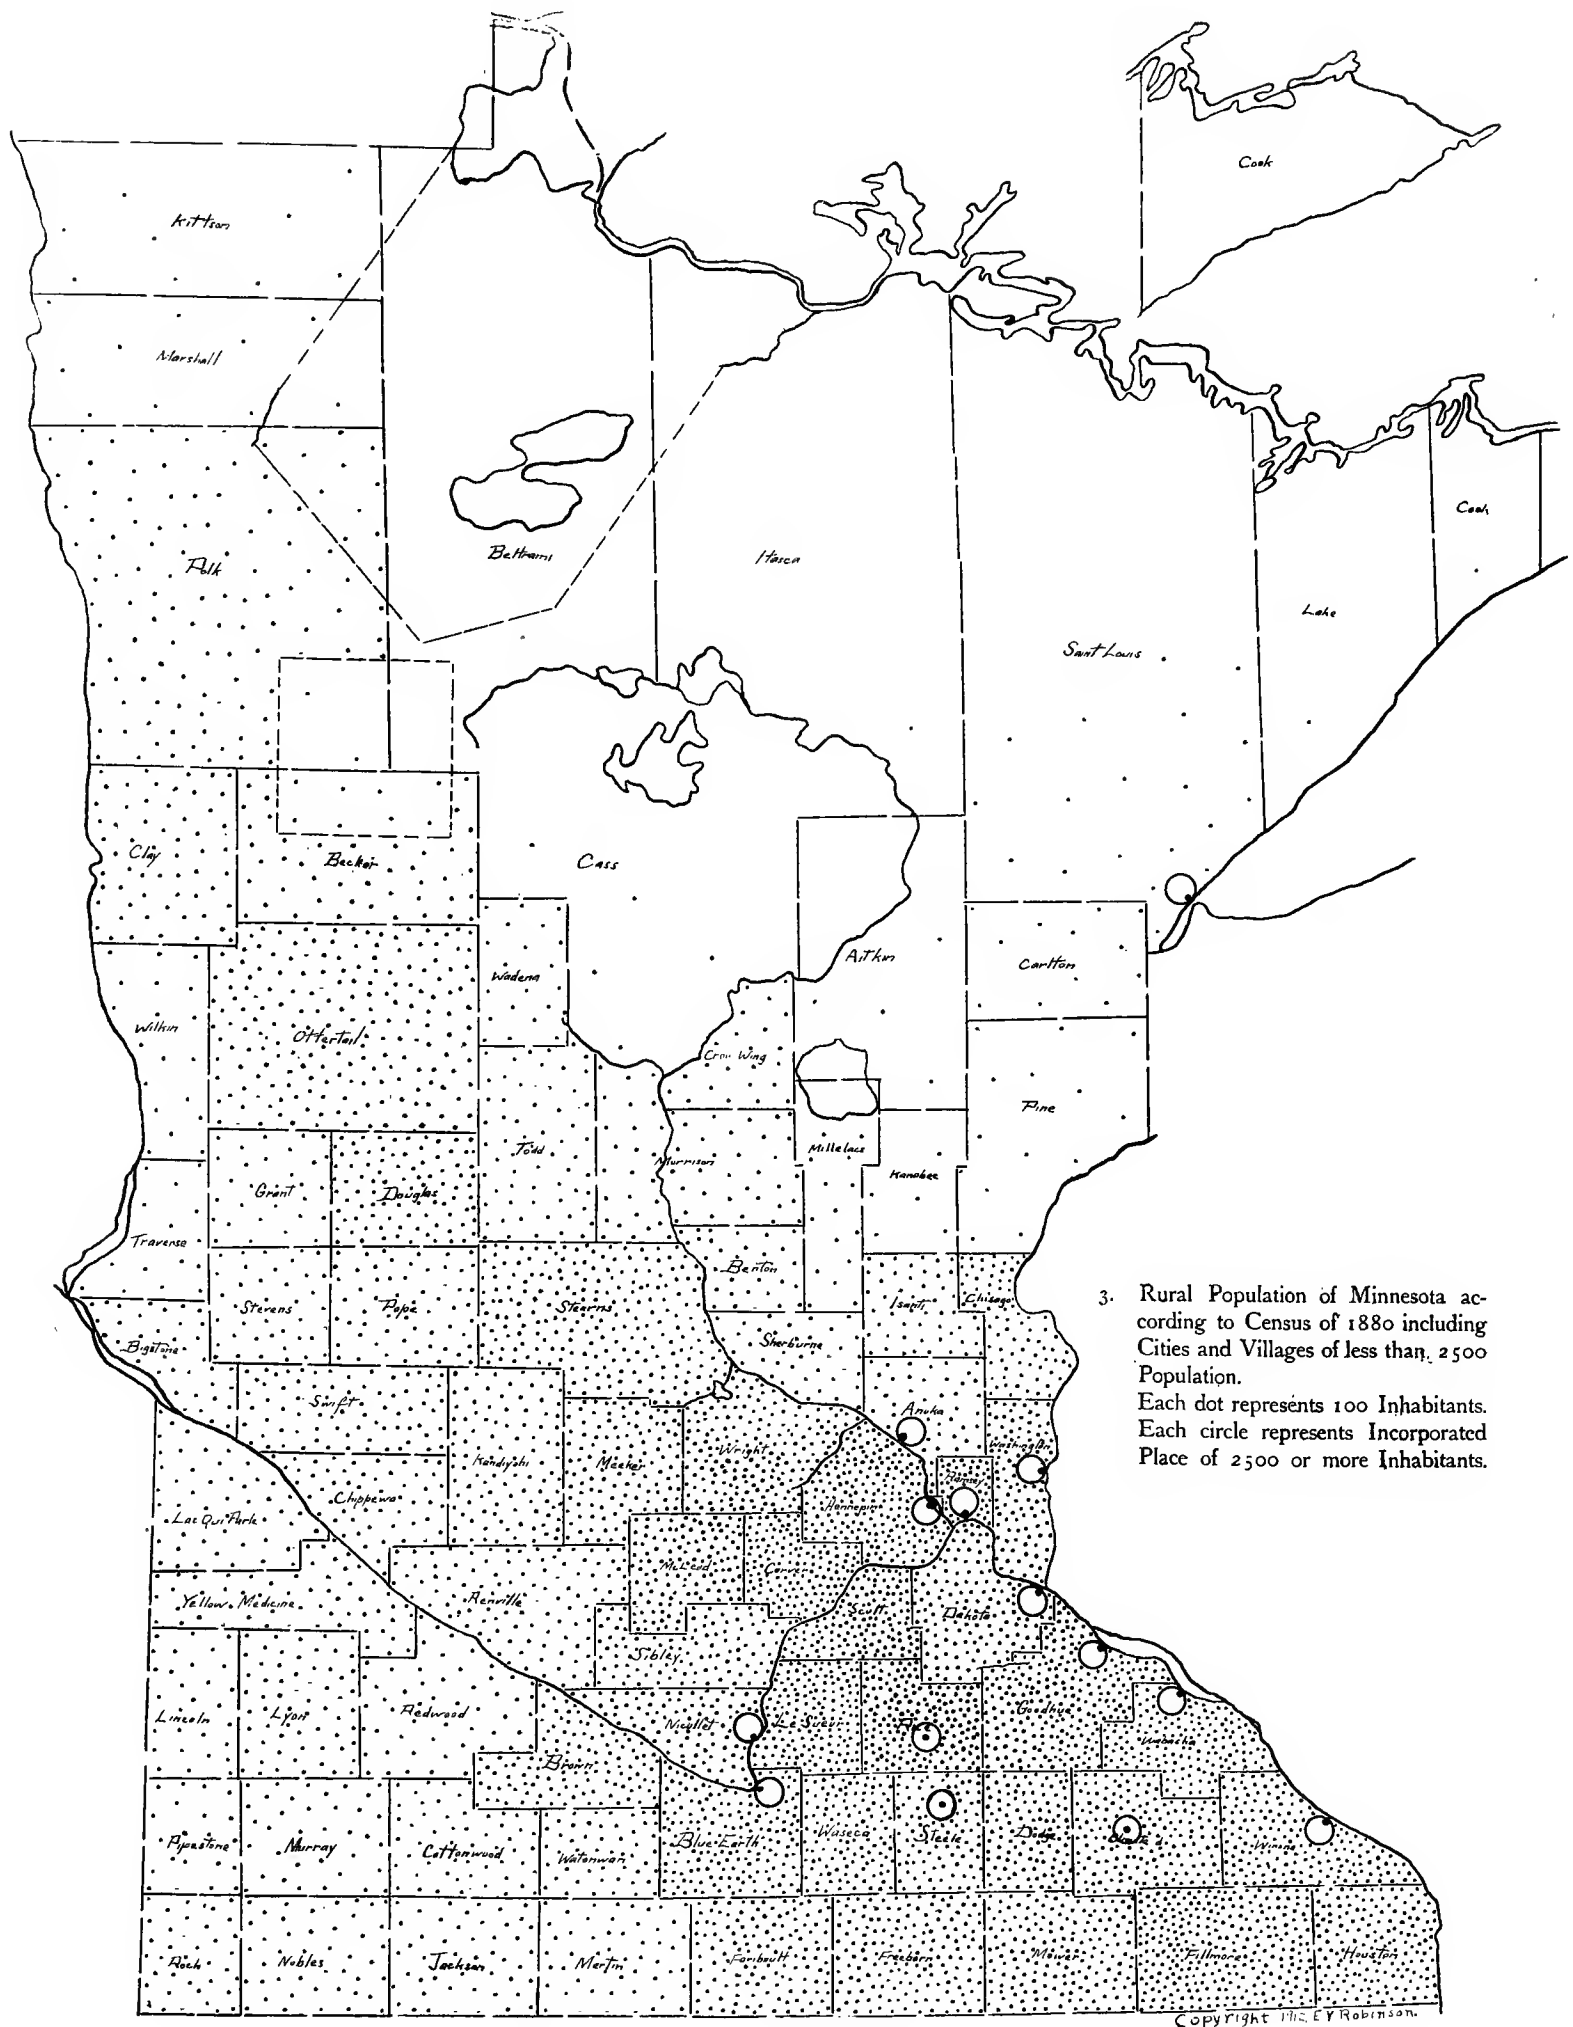 Cook
Kittson
Marshall
Polk
Beltrami
Itasca
Cook
Lake
Saint Louis
Clay
Becker
Cass
Wadena
Aitkin
Carlton
Wilkin
Ottertail
Crow Wing
Pine
Todd
Morrison
Millelacs
Kanabec
Grant
Douglas
Traverse
Benton
Stevens
Pope
Stearns
Isanti
Chisago
Bigstone
Sherburne
3. Rural Population of Minnesota ac-
cording to Census of 1880 including
Cities and Villages of less than 2500
Population.
Each dot represents 100 Inhabitants.
Each circle represents Incorporated
Place of 2500 or more Inhabitants.
Swift
Anoka
Kandiyohi
Meeker
Wright
Washington
Ramsey
Chippewa
Lac Qui Parle
Hennepin
McLeod
Carver
Yellow Medicine
Renville
Scott
Dakota
Sibley
Lincoln
Lyon
Redwood
Nicollet
Le Sueur
Rice
Goodhue
Wabasha
Brown
Pipestone
Murray
Cottonwood
Watonwan
Blue Earth
Waseca
Steele
Dodge
Winona
Rock
Nobles
Jackson
Martin
Faribault
Freeborn
Mower
Fillmore
Houston
Copyright 1912, E V Robinson.